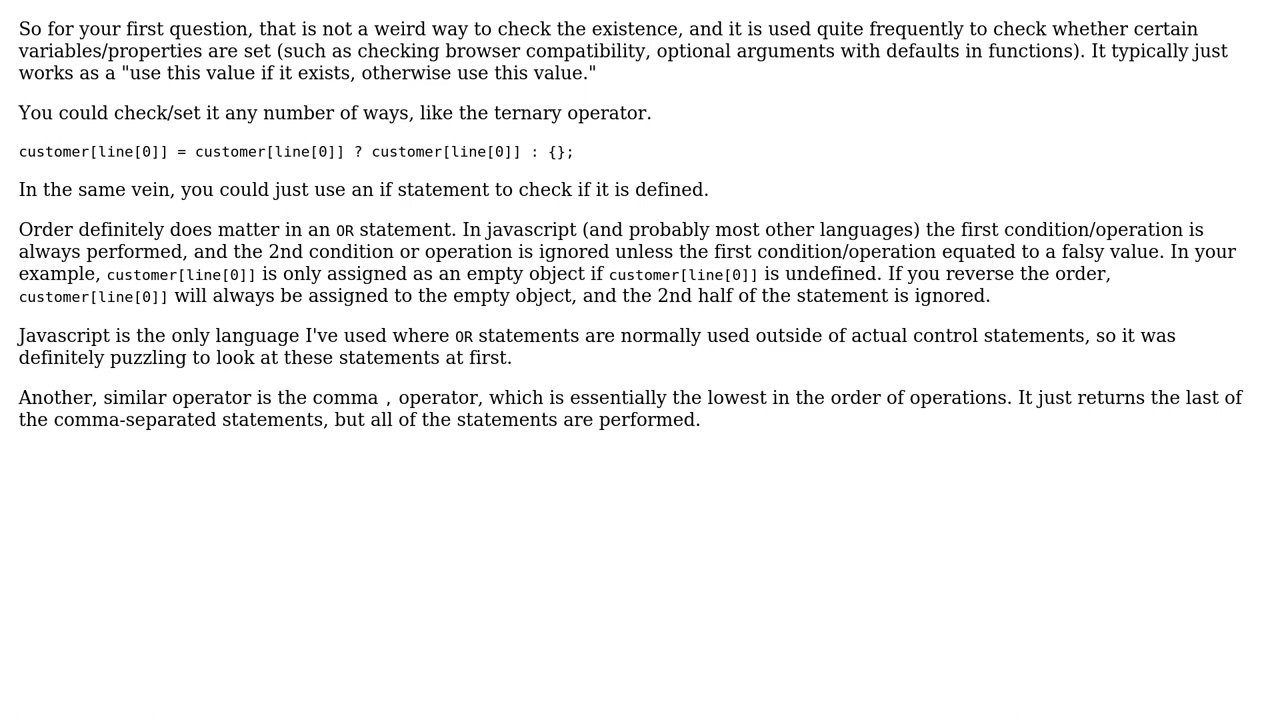 So for your first question, that is not a weird way to check the existence, and it is used quite frequently to check whether certain
variables/properties are set (such as checking browser compatibility, optional arguments with defaults in functions). It typically just
works as a "use this value if it exists, otherwise use this value."
You could check/set it any number of ways, like the ternary operator.
customer[line[0]] = customer[line[0]] ? customer[line[0]] : {};
In the same vein, you could just use an if statement to check if it is defined.
Order definitely does matter in an OR statement. In javascript (and probably most other languages) the first condition/operation is
always performed, and the 2nd condition or operation is ignored unless the first condition/operation equated to a falsy value. In your
example, customer[line[0]] is only assigned as an empty object if customer[line[0]] is undefined. If you reverse the order,
customer[line[0]] will always be assigned to the empty object, and the 2nd half of the statement is ignored.
Javascript is the only language I've used where OR statements are normally used outside of actual control statements, so it was
definitely puzzling to look at these statements at first.
Another, similar operator is the comma , operator, which is essentially the lowest in the order of operations. It just returns the last of
the comma-separated statements, but all of the statements are performed.